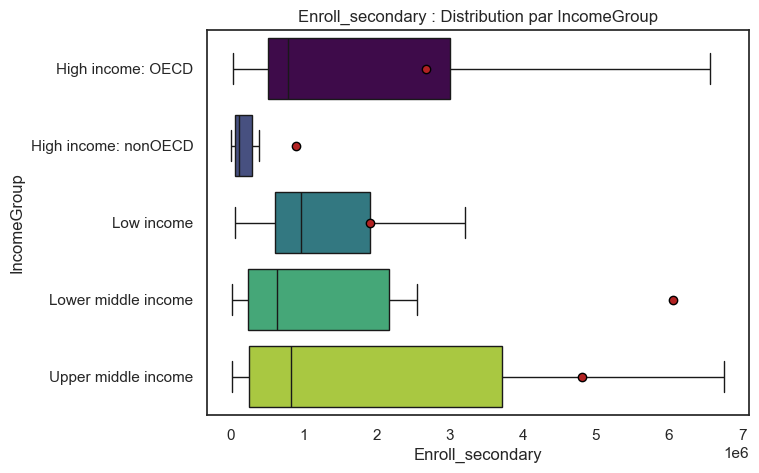 Enroll_secondary : Distribution par IncomeGroup
High income: OECD
High income: nonOECD
Low income
Lower middle income
Upper middle income
IncomeGroup
0 1 2 3 4 5 6 7
1e6
Enroll_secondary